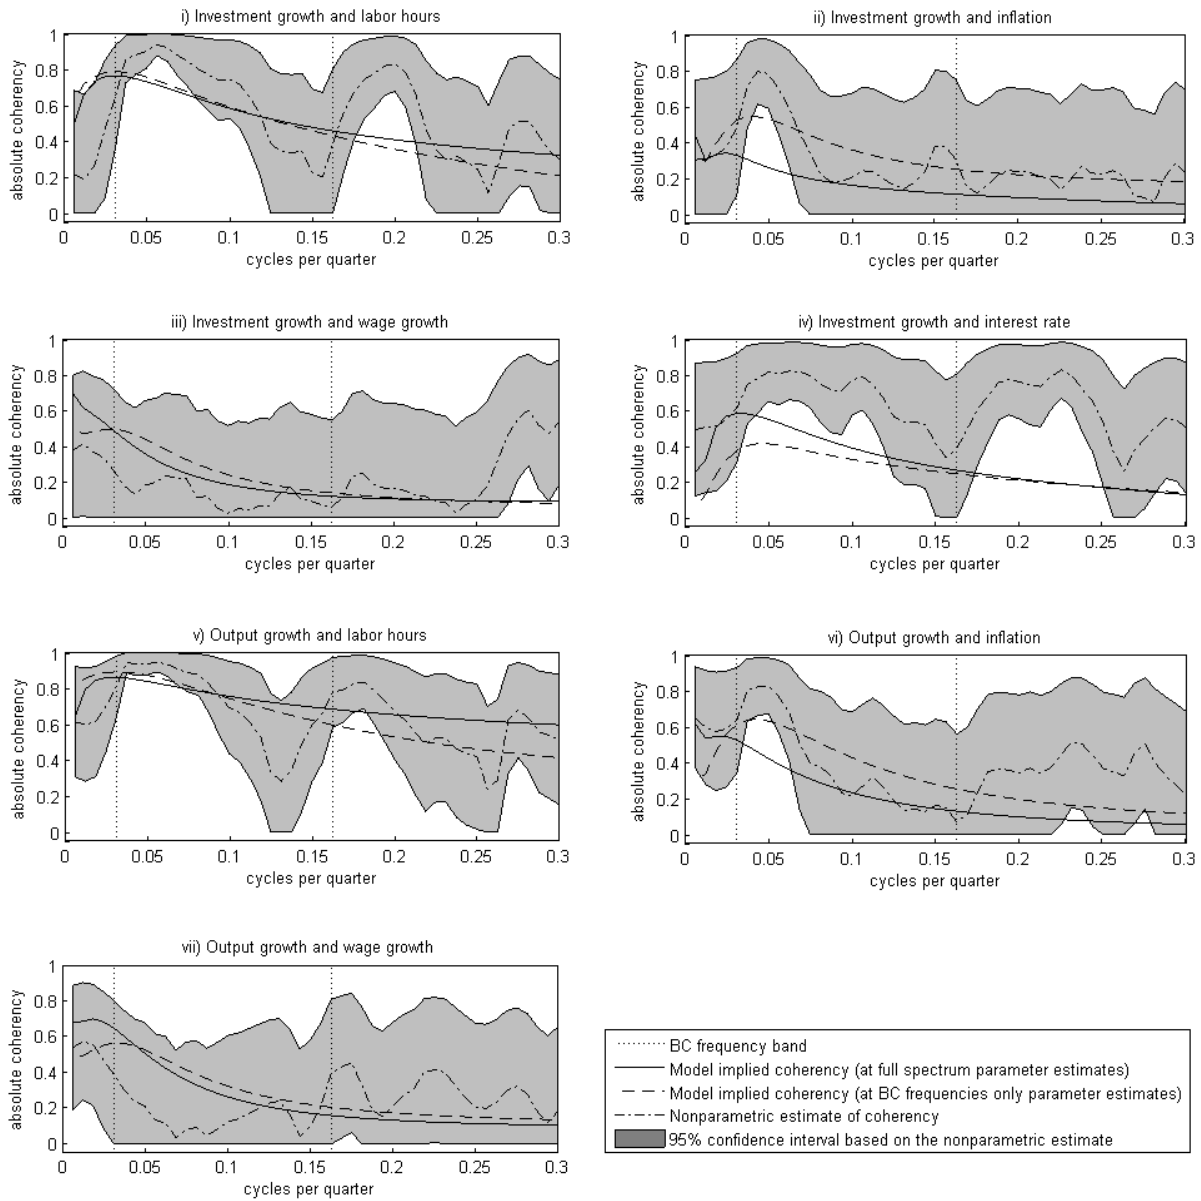 i) Investment growth and labor hours
absolute coherency
1
0.8
0.6
0.4
0.2
0
0 0.05 0.1 0.15 0.2 0.25 0.3
cycles per quarter
ii) Investment growth and inflation
absolute coherency
1
0.8
0.6
0.4
0.2
0
0 0.05 0.1 0.15 0.2 0.25 0.3
cycles per quarter
iii) Investment growth and wage growth
absolute coherency
1
0.8
0.6
0.4
0.2
0
0 0.05 0.1 0.15 0.2 0.25 0.3
cycles per quarter
iv) Investment growth and interest rate
absolute coherency
1
0.8
0.6
0.4
0.2
0
0 0.05 0.1 0.15 0.2 0.25 0.3
cycles per quarter
v) Output growth and labor hours
absolute coherency
1
0.8
0.6
0.4
0.2
0
0 0.05 0.1 0.15 0.2 0.25 0.3
cycles per quarter
vi) Output growth and inflation
absolute coherency
1
0.8
0.6
0.4
0.2
0
0 0.05 0.1 0.15 0.2 0.25 0.3
cycles per quarter
vii) Output growth and wage growth
absolute coherency
1
0.8
0.6
0.4
0.2
0
0 0.05 0.1 0.15 0.2 0.25 0.3
cycles per quarter
BC frequency band
Model implied coherency (at full spectrum parameter estimates)
Model implied coherency (at BC frequencies only parameter estimates)
Nonparametric estimate of coherency
95% confidence interval based on the nonparametric estimate